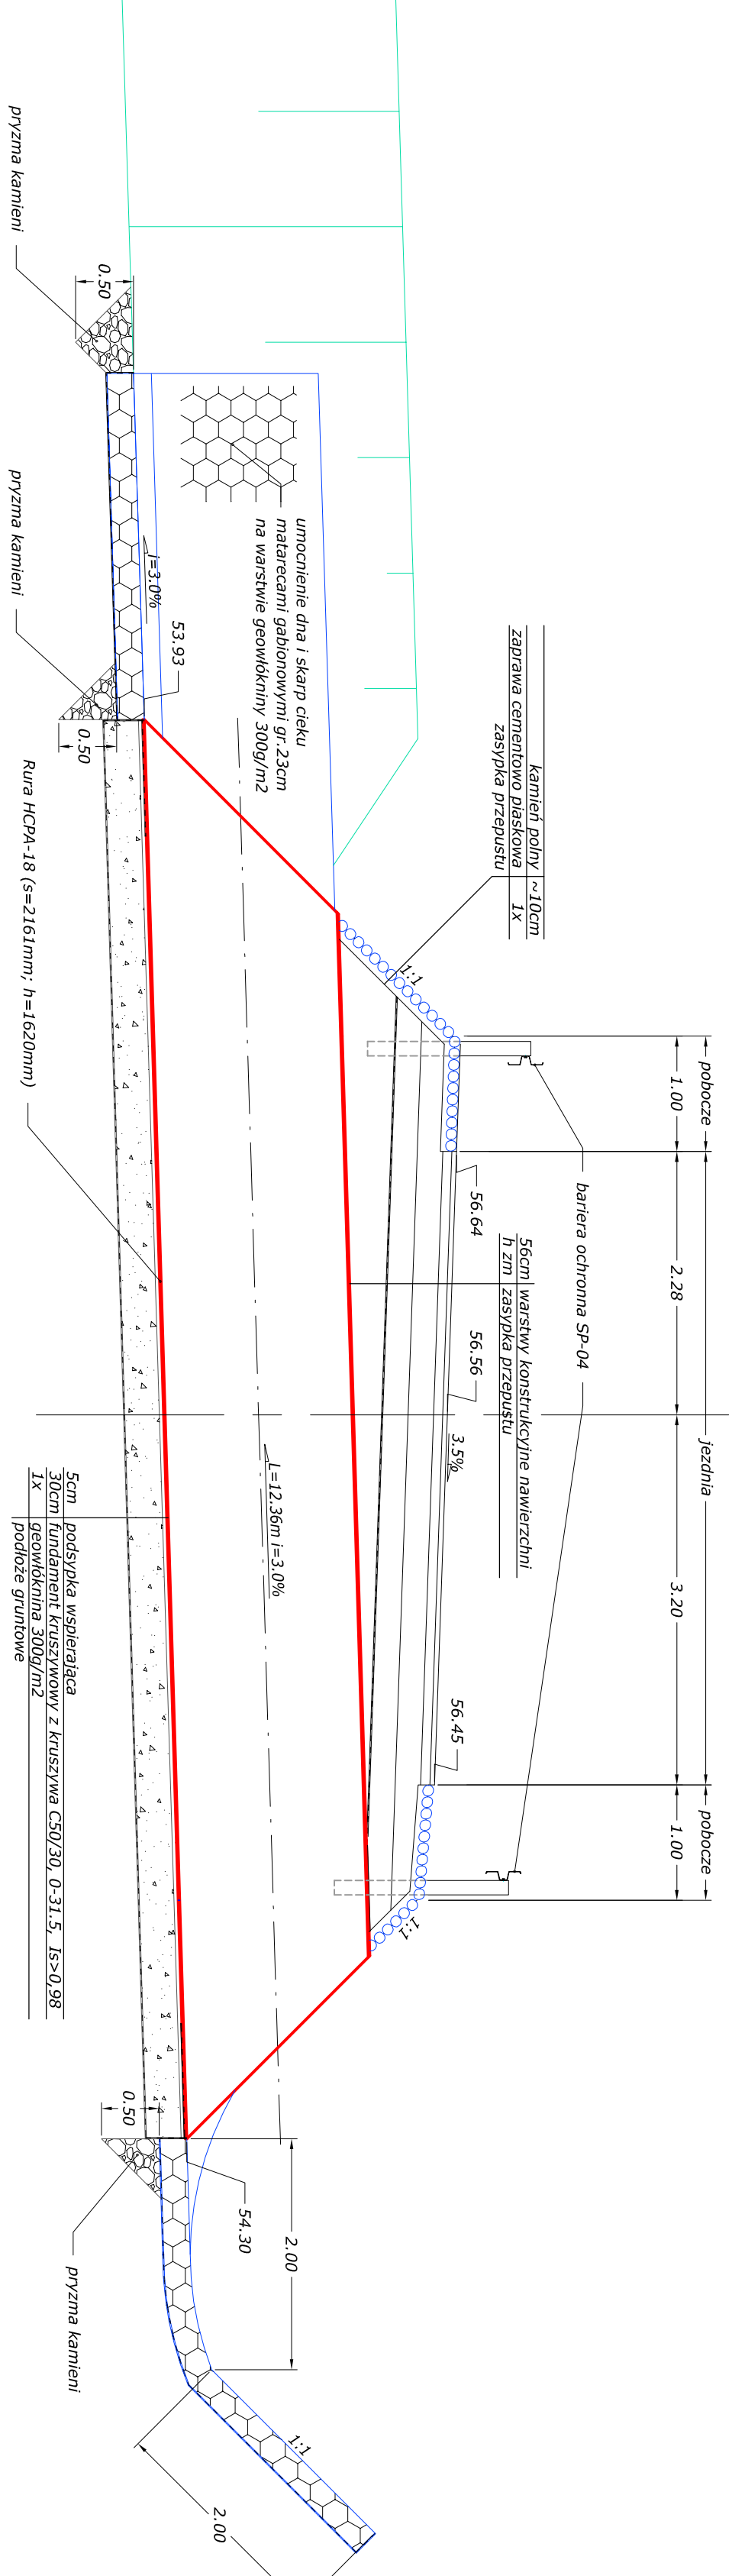 pobocze
jezdnia
pobocze
1.00
2.28
3.20
1.00
bariera ochronna SP-04
kamień polny ~10cm
zaprawa cementowo piaskowa 1x
zasypka przepustu
56cm warstwy konstrukcyjne nawierzchni
h zm zasypka przepustu
56.64
56.56
56.45
3.5%
1:1
1:1
umocnienie dna i skarp cieku
matarecami gabionowymi gr.23cm
na warstwie geowłókniny 300g/m2
L=12.36m i=3.0%
2.00
53.93
i=3.0%
54.30
1:1
2.00
0.50
0.50
0.50
5cm podsypka wspierająca
30cm fundament kruszywowy z kruszywa C50/30, 0-31.5, Is>0,98
1x geowłóknina 300g/m2
podłoże gruntowe
pryzma kamieni
pryzma kamieni
Rura HCPA-18 (s=2161mm; h=1620mm)
pryzma kamieni